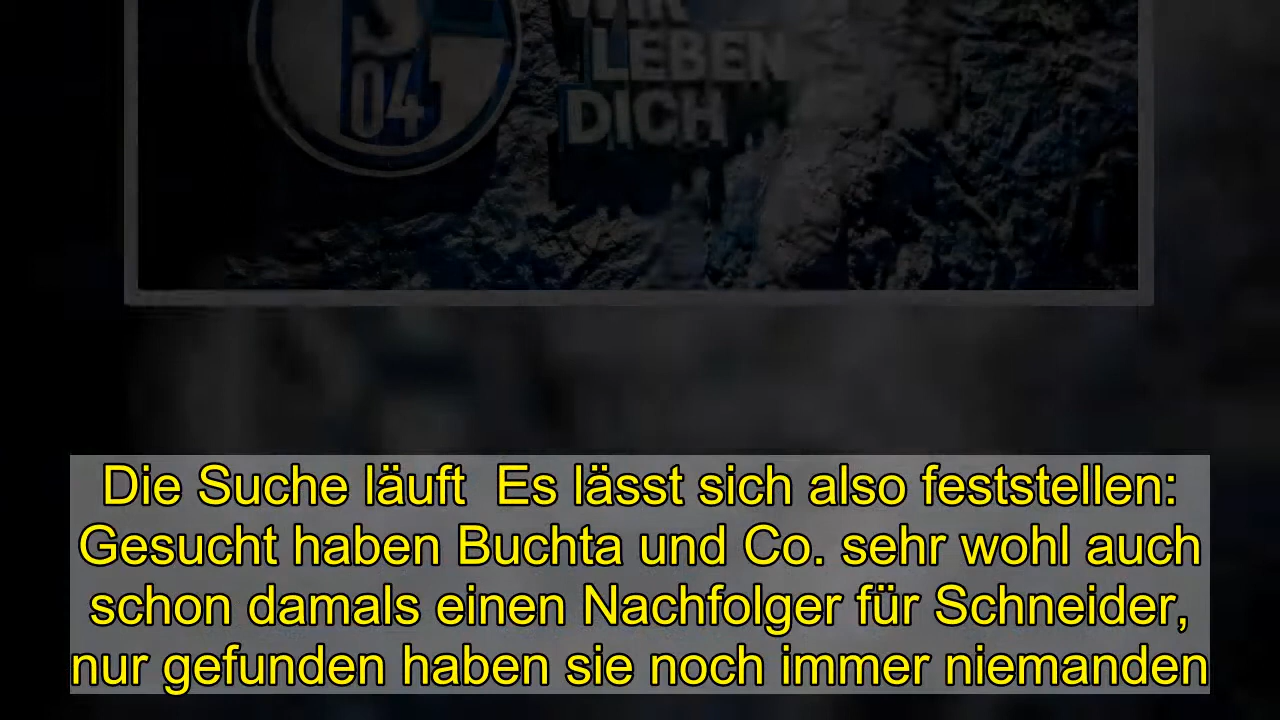 S
04
WIR
LEBEN
DICH
Die Suche läuft  Es lässt sich also feststellen:
Gesucht haben Buchta und Co. sehr wohl auch
schon damals einen Nachfolger für Schneider,
nur gefunden haben sie noch immer niemanden